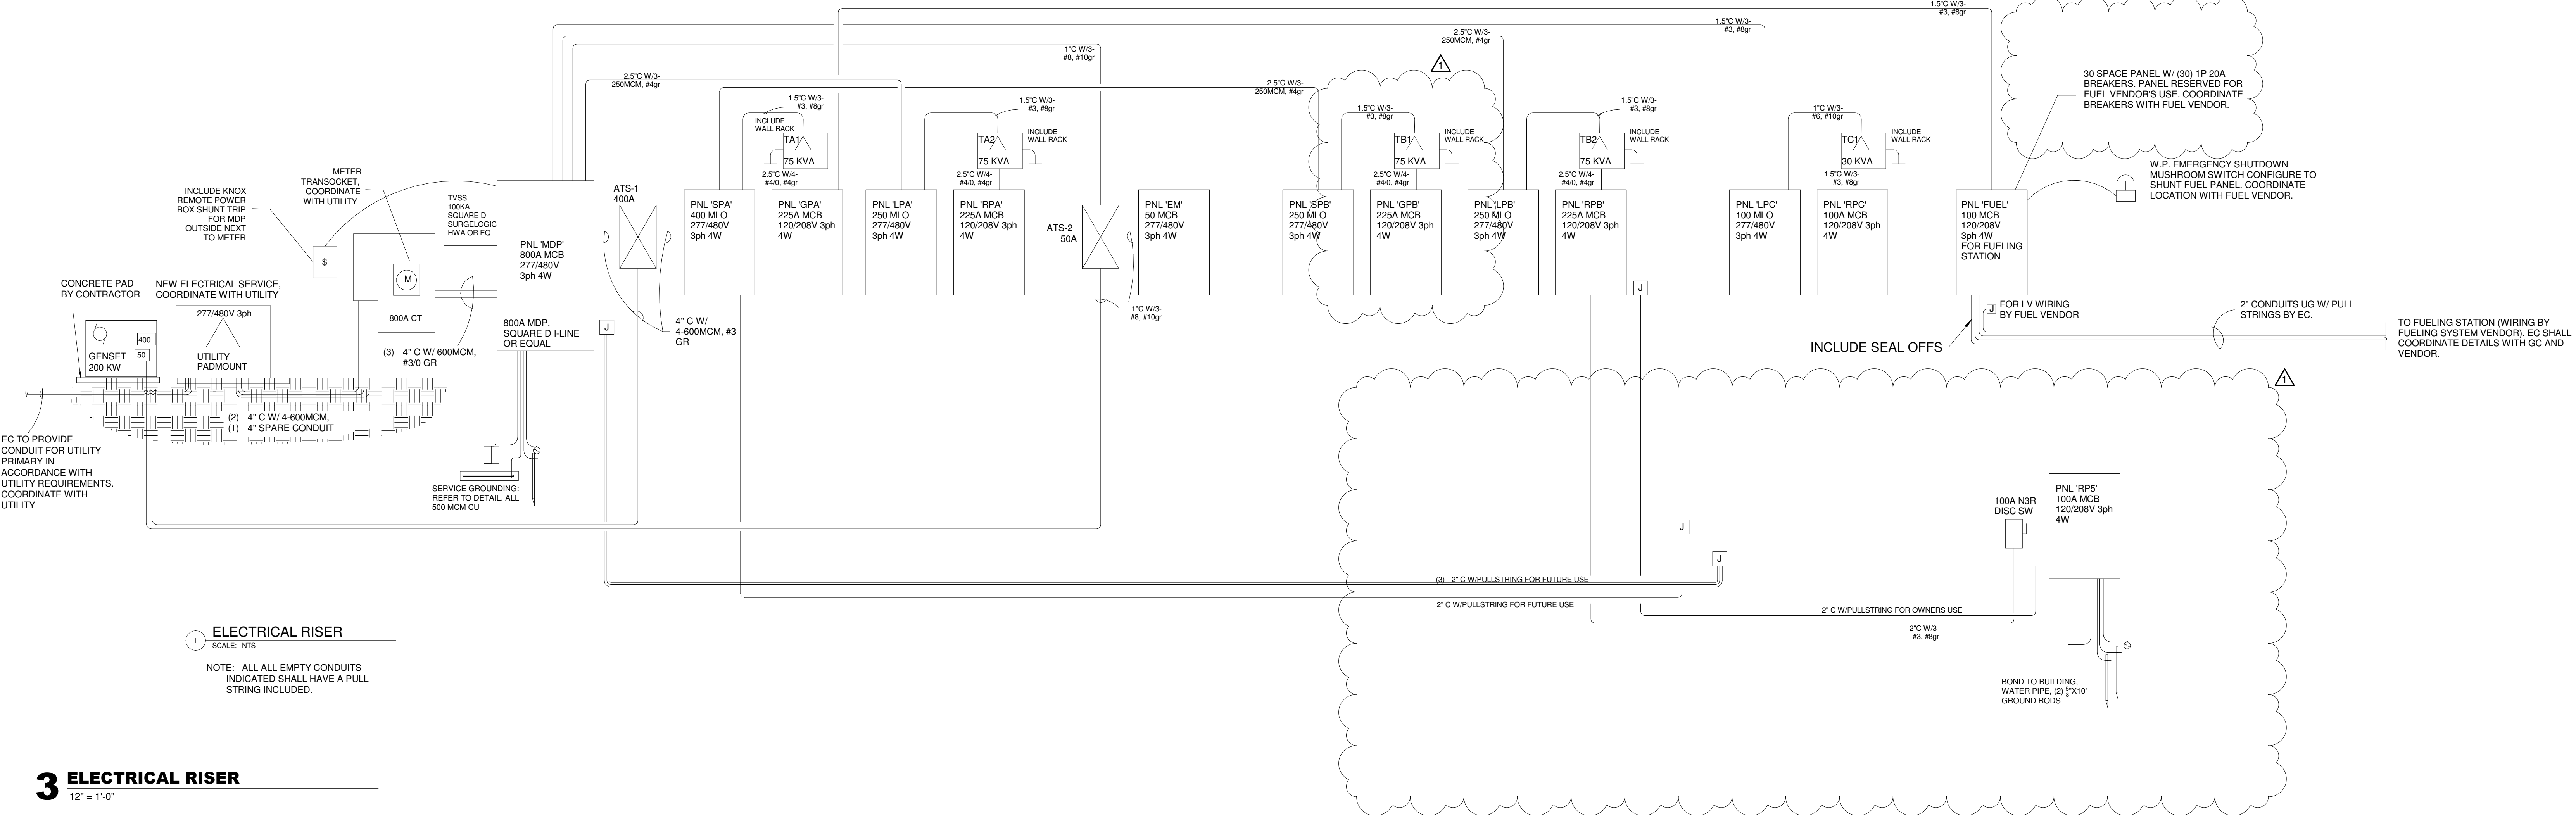 1.5"C W/3-
#3, #8gr
1.5"C W/3-
#3, #8gr
2.5"C W/3-
250MCM, #4gr
1"C W/3-
#8, #10gr
2.5"C W/3-
250MCM, #4gr
2.5"C W/3-
250MCM, #4gr
1
30 SPACE PANEL W/ (30) 1P 20A
BREAKERS. PANEL RESERVED FOR
FUEL VENDOR'S USE. COORDINATE
BREAKERS WITH FUEL VENDOR.
1.5"C W/3-
#3, #8gr
INCLUDE
WALL RACK
TA1
75 KVA
2.5"C W/4-
#4/0, #4gr
1.5"C W/3-
#3, #8gr
INCLUDE
WALL RACK
TA2
75 KVA
2.5"C W/4-
#4/0, #4gr
1.5"C W/3-
#3, #8gr
INCLUDE
WALL RACK
TB1
75 KVA
2.5"C W/4-
#4/0, #4gr
1.5"C W/3-
#3, #8gr
INCLUDE
WALL RACK
TB2
75 KVA
2.5"C W/4-
#4/0, #4gr
1"C W/3-
#6, #10gr
INCLUDE
WALL RACK
TC1
30 KVA
1.5"C W/3-
#3, #8gr
W.P. EMERGENCY SHUTDOWN
MUSHROOM SWITCH CONFIGURE TO
SHUNT FUEL PANEL. COORDINATE
LOCATION WITH FUEL VENDOR.
METER
TRANSOCKET,
COORDINATE
WITH UTILITY
INCLUDE KNOX
REMOTE POWER
BOX SHUNT TRIP
FOR MDP
OUTSIDE NEXT
TO METER
$
TVSS
100KA
SQUARE D
SURGELOGIC
HWA OR EQ
PNL 'MDP'
800A MCB
277/480V
3ph 4W
800A MDP.
SQUARE D I-LINE
OR EQUAL
ATS-1
400A
PNL 'SPA'
400 MLO
277/480V
3ph 4W
PNL 'GPA'
225A MCB
120/208V 3ph
4W
PNL 'LPA'
250 MLO
277/480V
3ph 4W
PNL 'RPA'
225A MCB
120/208V 3ph
4W
ATS-2
50A
PNL 'EM'
50 MCB
277/480V
3ph 4W
PNL 'SPB'
250 MLO
277/480V
3ph 4W
PNL 'GPB'
225A MCB
120/208V 3ph
4W
PNL 'LPB'
250 MLO
277/480V
3ph 4W
PNL 'RPB'
225A MCB
120/208V 3ph
4W
PNL 'LPC'
100 MLO
277/480V
3ph 4W
PNL 'RPC'
100A MCB
120/208V 3ph
4W
PNL 'FUEL'
100 MCB
120/208V
3ph 4W
FOR FUELING
STATION
M
800A CT
CONCRETE PAD
BY CONTRACTOR
NEW ELECTRICAL SERVICE,
COORDINATE WITH UTILITY
277/480V 3ph
UTILITY
PADMOUNT
400
50
GENSET
200 KW
(3) 4" C W/ 600MCM,
#3/0 GR
J
4" C W/
4-600MCM, #3
GR
1"C W/3-
#8, #10gr
J
J
FOR LV WIRING
BY FUEL VENDOR
INCLUDE SEAL OFFS
2" CONDUITS UG W/ PULL
STRINGS BY EC.
TO FUELING STATION (WIRING BY
FUELING SYSTEM VENDOR). EC SHALL
COORDINATE DETAILS WITH GC AND
VENDOR.
(2) 4" C W/ 4-600MCM,
(1) 4" SPARE CONDUIT
EC TO PROVIDE
CONDUIT FOR UTILITY
PRIMARY IN
ACCORDANCE WITH
UTILITY REQUIREMENTS.
COORDINATE WITH
UTILITY
SERVICE GROUNDING:
REFER TO DETAIL. ALL
500 MCM CU
1
100A N3R
DISC SW
PNL 'RP5'
100A MCB
120/208V 3ph
4W
J
J
(3) 2" C W/PULLSTRING FOR FUTURE USE
2" C W/PULLSTRING FOR FUTURE USE
2" C W/PULLSTRING FOR OWNERS USE
2"C W/3-
#3, #8gr
BOND TO BUILDING,
WATER PIPE, (2) 5/8"X10'
GROUND RODS
1
ELECTRICAL RISER
SCALE: NTS
NOTE: ALL ALL EMPTY CONDUITS
INDICATED SHALL HAVE A PULL
STRING INCLUDED.
3 ELECTRICAL RISER
12" = 1'-0"